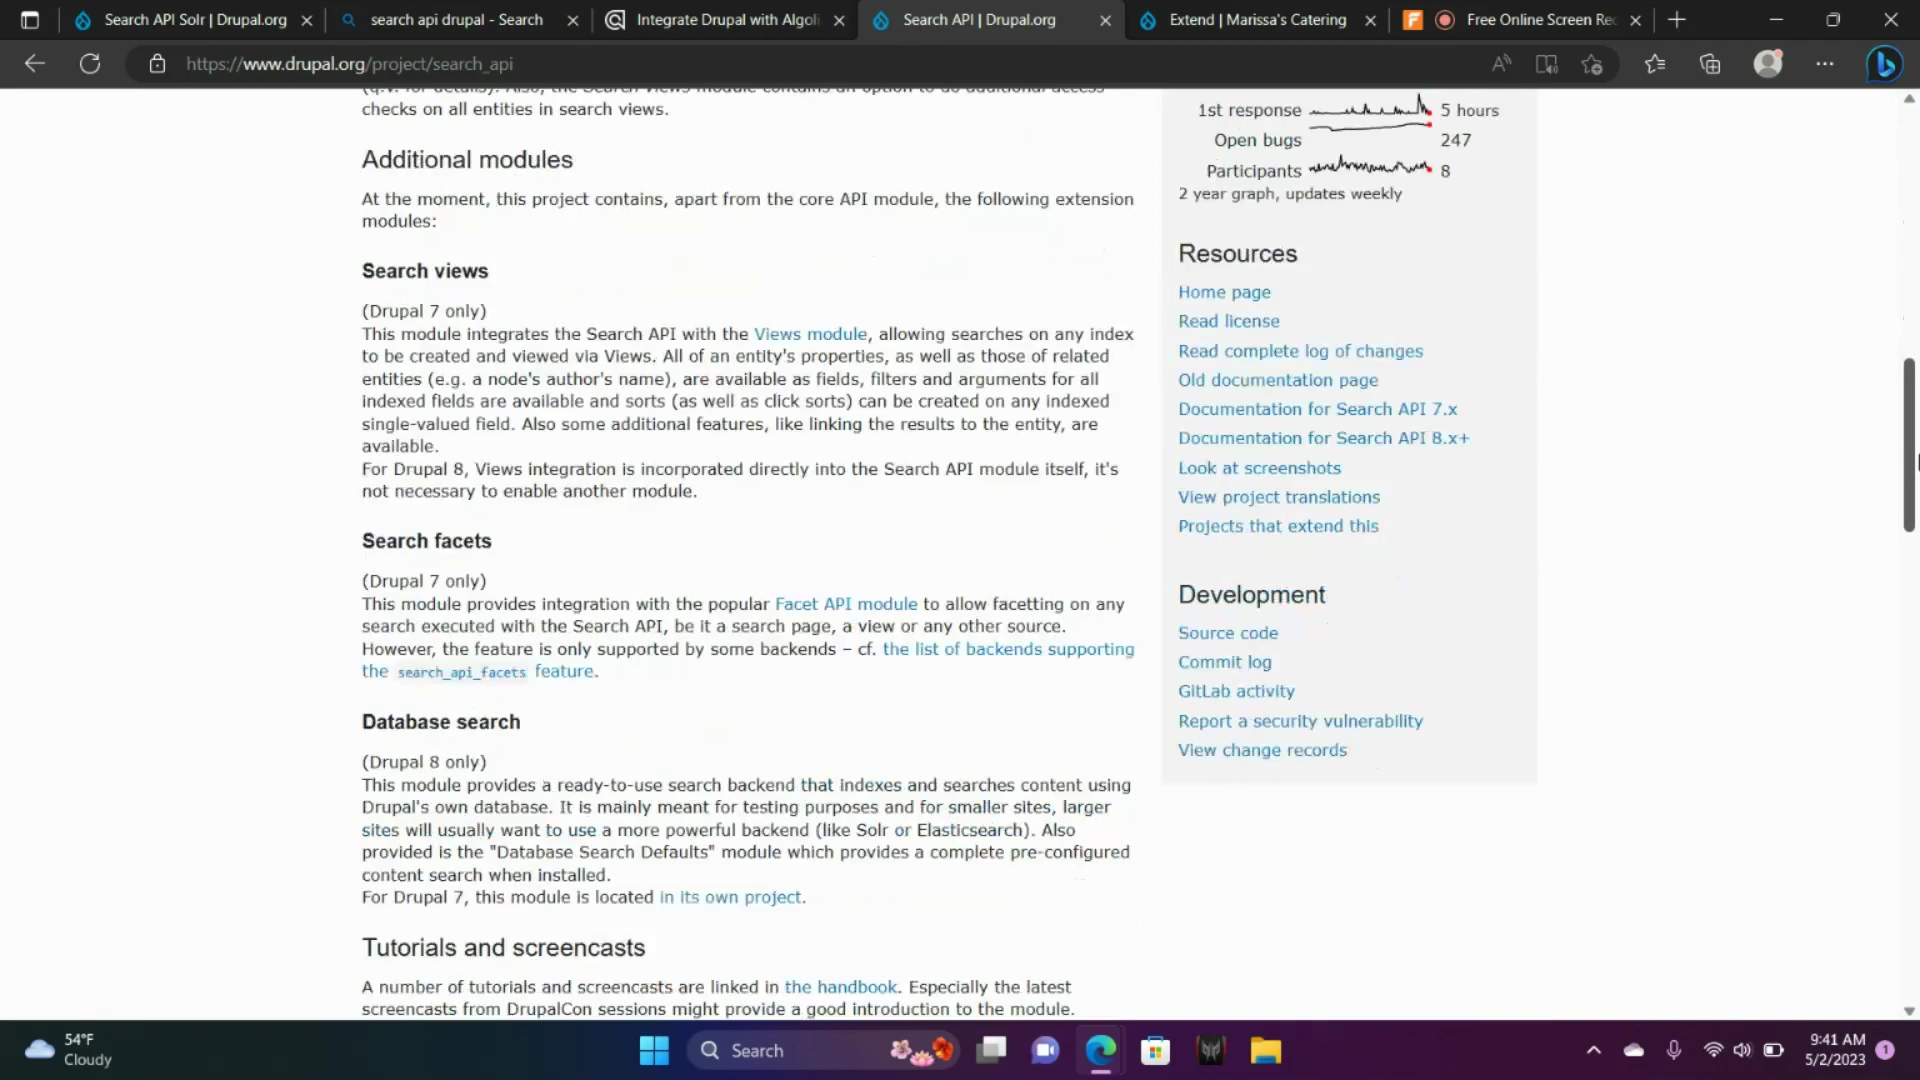 Search API Solr | Drupal.org
search api drupal - Search
Integrate Drupal with Algoli
Search API | Drupal.org
Extend | Marissa's Catering
Free Online Screen Rec
https://www.drupal.org/project/search_api
checks on all entities in search views.
Additional modules
At the moment, this project contains, apart from the core API module, the following extension
modules:
Search views
(Drupal 7 only)
This module integrates the Search API with the Views module, allowing searches on any index
to be created and viewed via Views. All of an entity's properties, as well as those of related
entities (e.g. a node's author's name), are available as fields, filters and arguments for all
indexed fields are available and sorts (as well as click sorts) can be created on any indexed
single-valued field. Also some additional features, like linking the results to the entity, are
available.
For Drupal 8, Views integration is incorporated directly into the Search API module itself, it's
not necessary to enable another module.
Search facets
(Drupal 7 only)
This module provides integration with the popular Facet API module to allow facetting on any
search executed with the Search API, be it a search page, a view or any other source.
However, the feature is only supported by some backends – cf. the list of backends supporting
the search_api_facets feature.
Database search
(Drupal 8 only)
This module provides a ready-to-use search backend that indexes and searches content using
Drupal's own database. It is mainly meant for testing purposes and for smaller sites, larger
sites will usually want to use a more powerful backend (like Solr or Elasticsearch). Also
provided is the "Database Search Defaults" module which provides a complete pre-configured
content search when installed.
For Drupal 7, this module is located in its own project.
Tutorials and screencasts
A number of tutorials and screencasts are linked in the handbook. Especially the latest
screencasts from DrupalCon sessions might provide a good introduction to the module.
1st response 5 hours
Open bugs 247
Participants 8
2 year graph, updates weekly
Resources
Home page
Read license
Read complete log of changes
Old documentation page
Documentation for Search API 7.x
Documentation for Search API 8.x+
Look at screenshots
View project translations
Projects that extend this
Development
Source code
Commit log
GitLab activity
Report a security vulnerability
View change records
54°F
Cloudy
Search
9:41 AM
5/2/2023
1